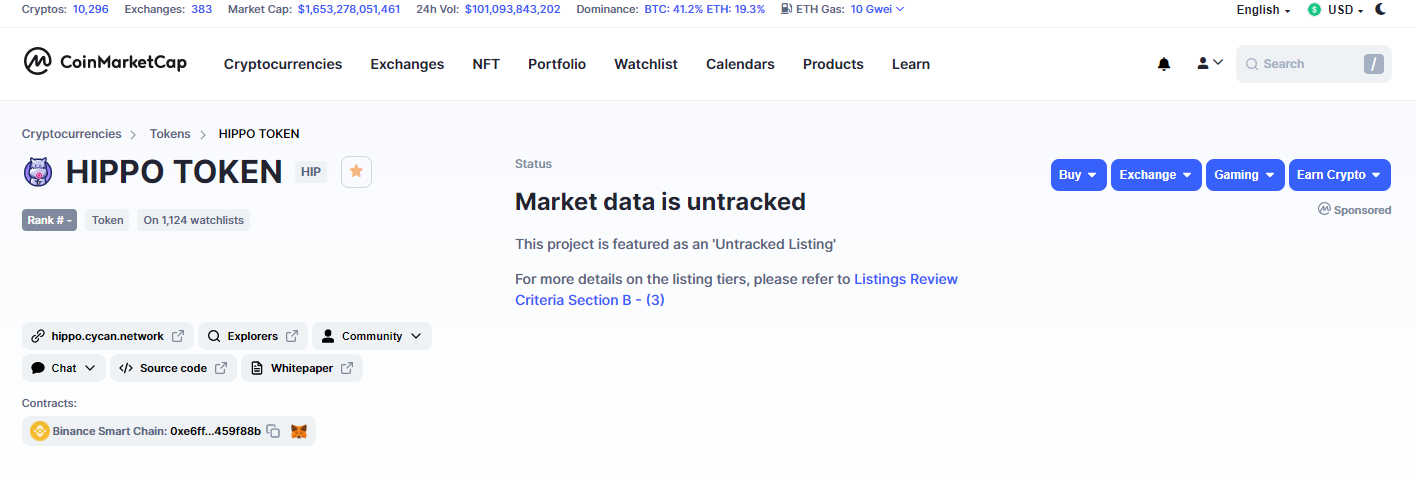 Cryptos: 10,296 Exchanges: 383 Market Cap: $1,653,278,051,461 24h Vol: $101,093,843,202 Dominance: BTC: 41.2% ETH: 19.3% ETH Gas: 10 Gwei English $ USD
CoinMarketCap Cryptocurrencies Exchanges NFT Portfolio Watchlist Calendars Products Learn Search /
Cryptocurrencies > Tokens > HIPPO TOKEN
HIPPO TOKEN HIP
Rank # - Token On 1,124 watchlists
Status
Market data is untracked
This project is featured as an 'Untracked Listing'
For more details on the listing tiers, please refer to Listings Review
Criteria Section B - (3)
Buy Exchange Gaming Earn Crypto
Sponsored
hippo.cycan.network Explorers Community
Chat </> Source code Whitepaper
Contracts:
Binance Smart Chain: 0xe6ff...459f88b